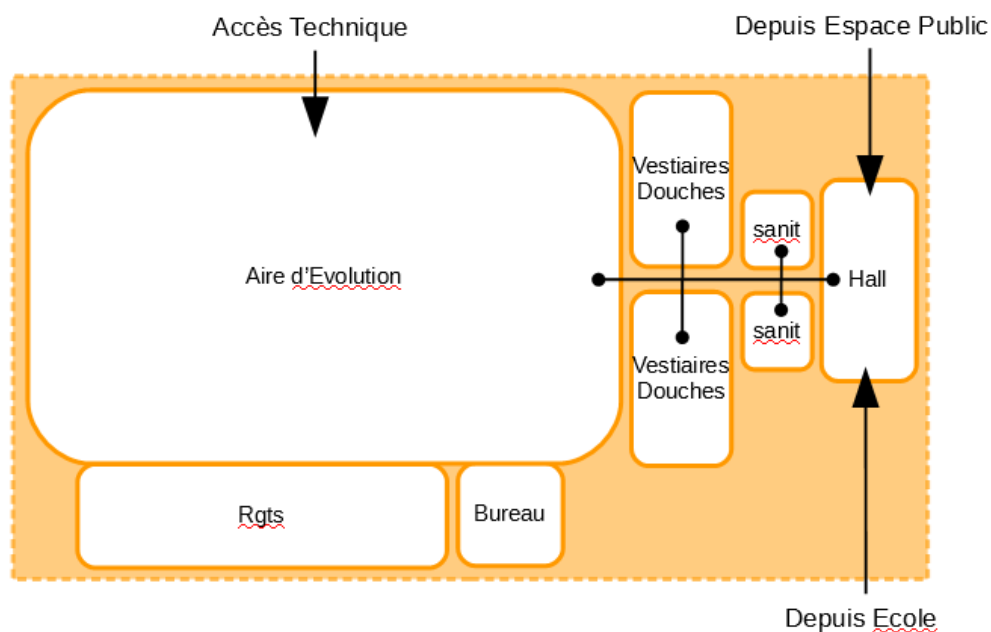 Accès Technique
Depuis Espace Public
Vestiaires
Douches
sanit
Aire d'Evolution
Hall
sanit
Vestiaires
Douches
Rgts
Bureau
Depuis Ecole